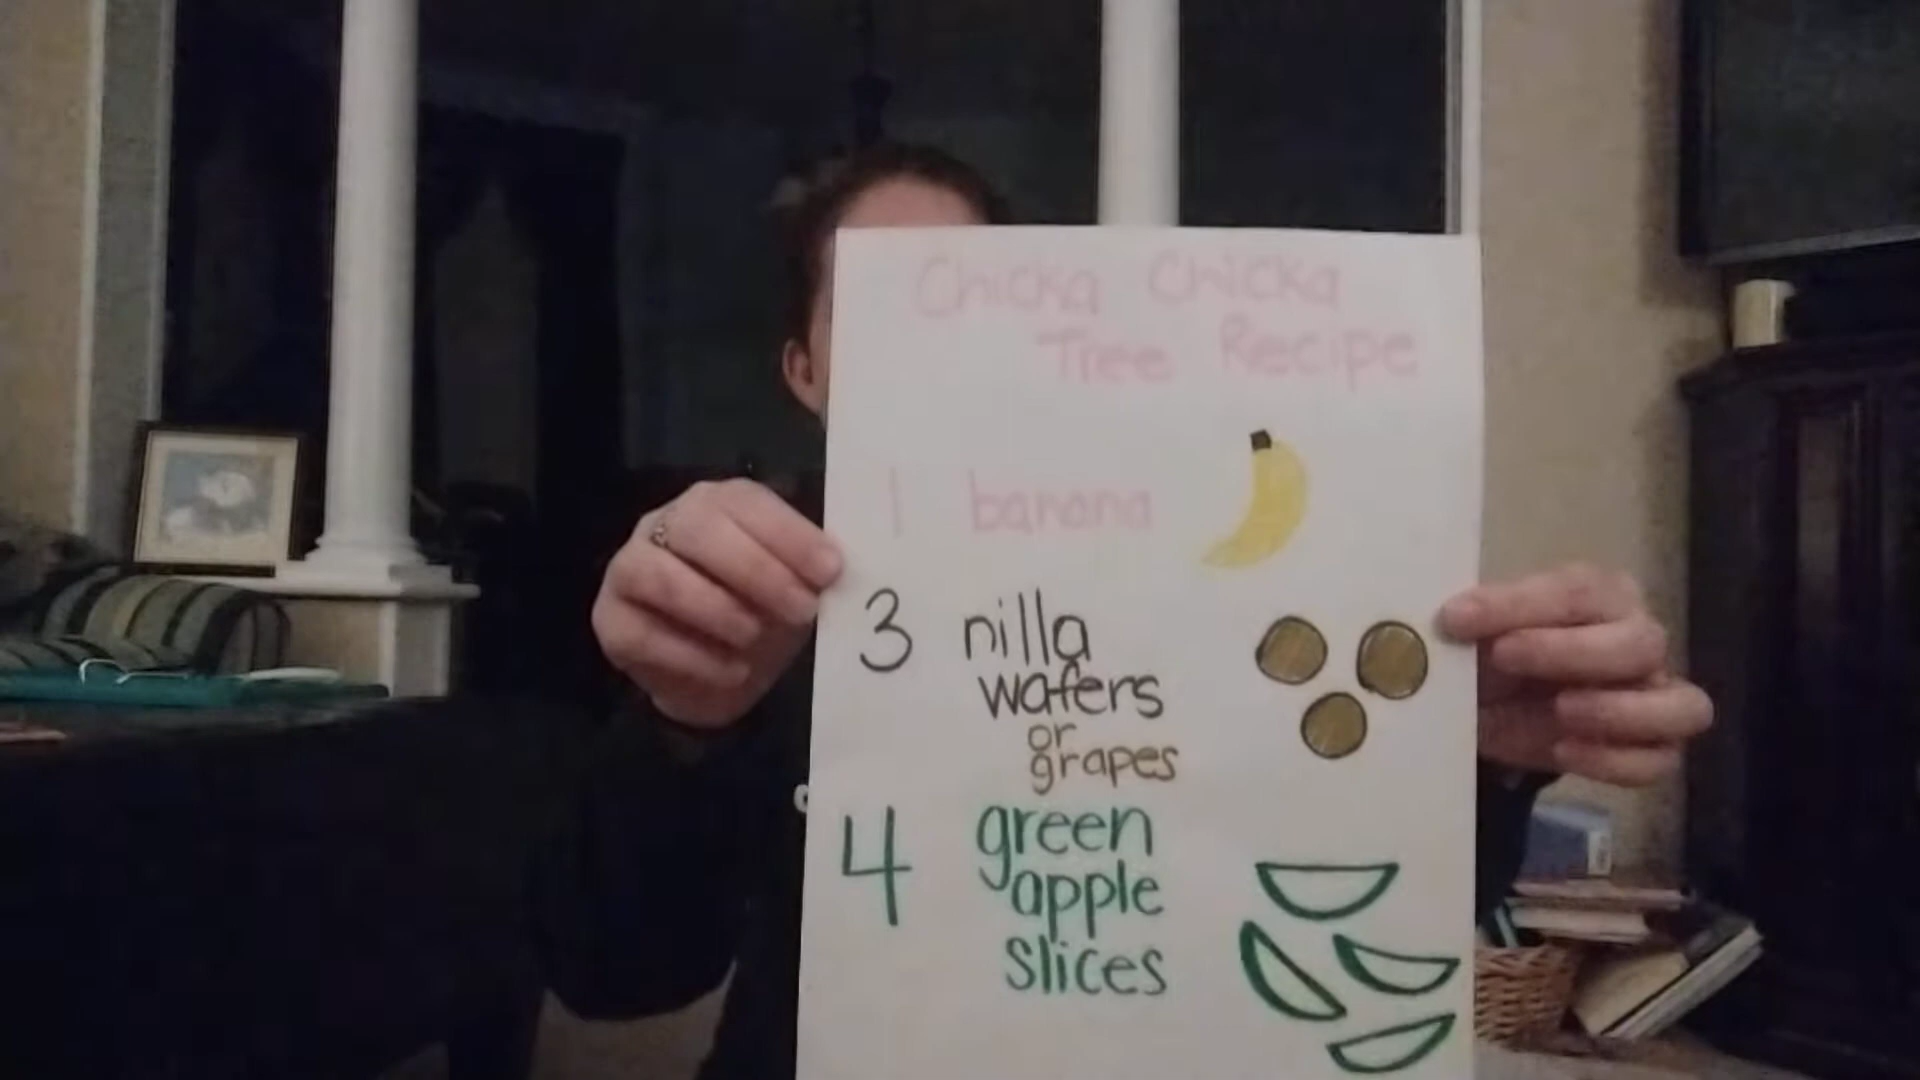 Chicka Chicka
Tree Recipe
1 banana
3 nilla
wafers
or
grapes
4 green
apple
slices